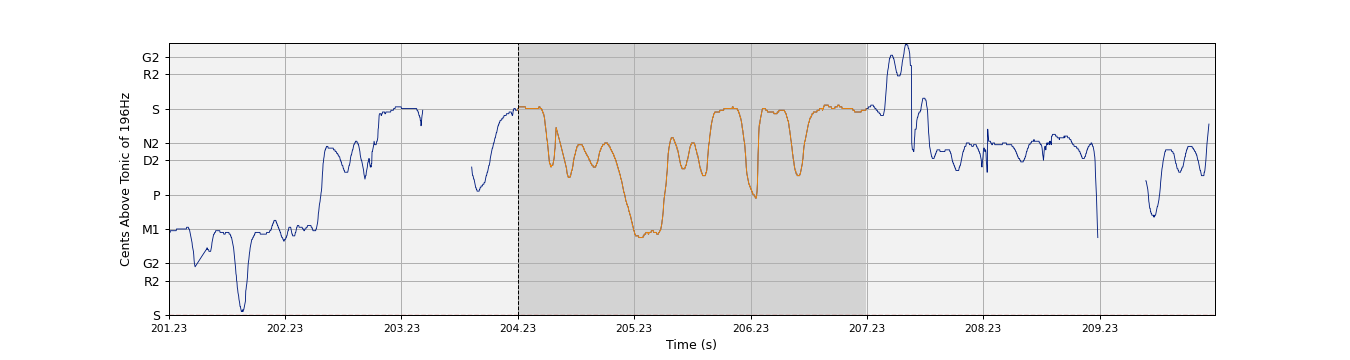 Cents Above Tonic of 196Hz
G2
R2
S
N2
D2
P
M1
G2
R2
S
201.23 202.23 203.23 204.23 205.23 206.23 207.23 208.23 209.23
Time (s)